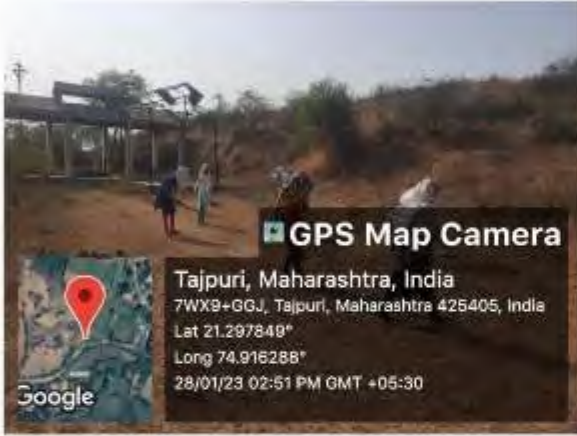 GPS Map Camera
Tajpuri, Maharashtra, India
7WX9+GGJ, Tajpuri, Maharashtra 425405, India
Lat 21.297849°
Long 74.916288°
28/01/23 02:51 PM GMT +05:30
Google